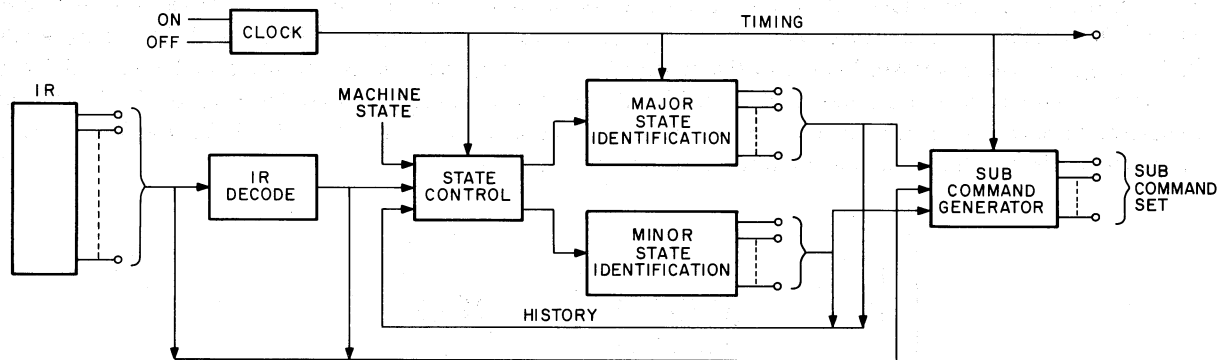 ON
OFF
CLOCK
TIMING
IR
MACHINE
STATE
IR
DECODE
STATE
CONTROL
MAJOR
STATE
IDENTIFICATION
MINOR
STATE
IDENTIFICATION
SUB
COMMAND
GENERATOR
SUB
COMMAND
SET
HISTORY